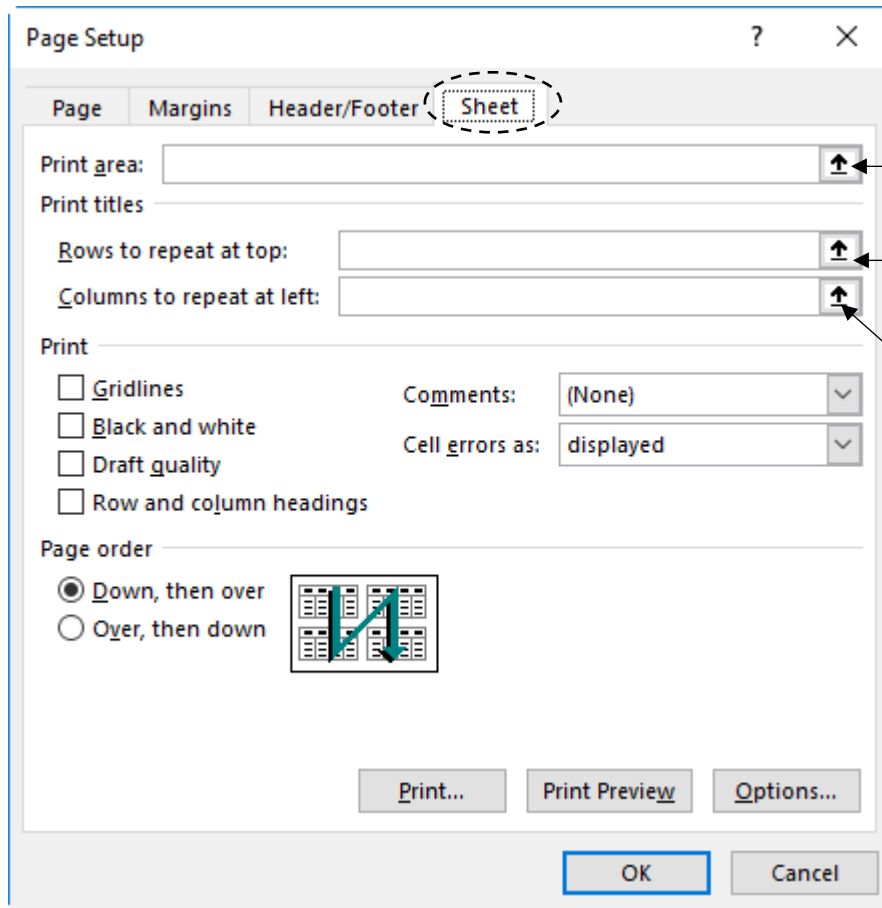 Page Setup ?
Page Margins Header/Footer Sheet
Print area:
Print titles
Rows to repeat at top:
Columns to repeat at left:
Print
Gridlines Comments: (None)
Black and white
Cell errors as: displayed
Draft quality
Row and column headings
Page order
Down, then over
Over, then down
Print... Print Preview Options...
OK Cancel